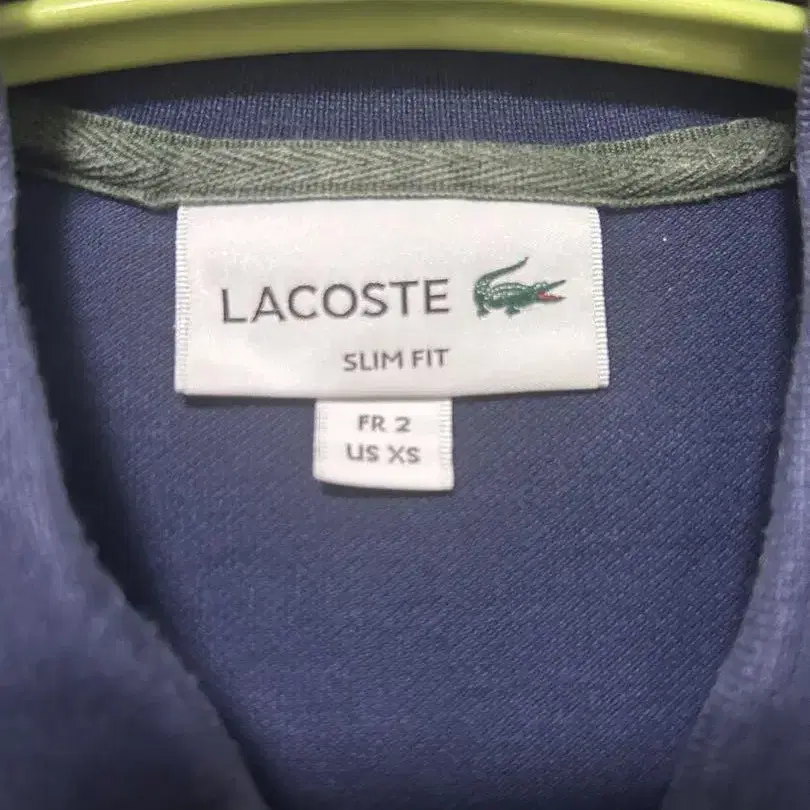 LACOSTE
SLIM FIT
FR 2
US XS